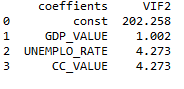 coeffients VIF2
0 const 202.258
1 GDP_VALUE 1.002
2 UNEMPLO_RATE 4.273
3 CC_VALUE 4.273